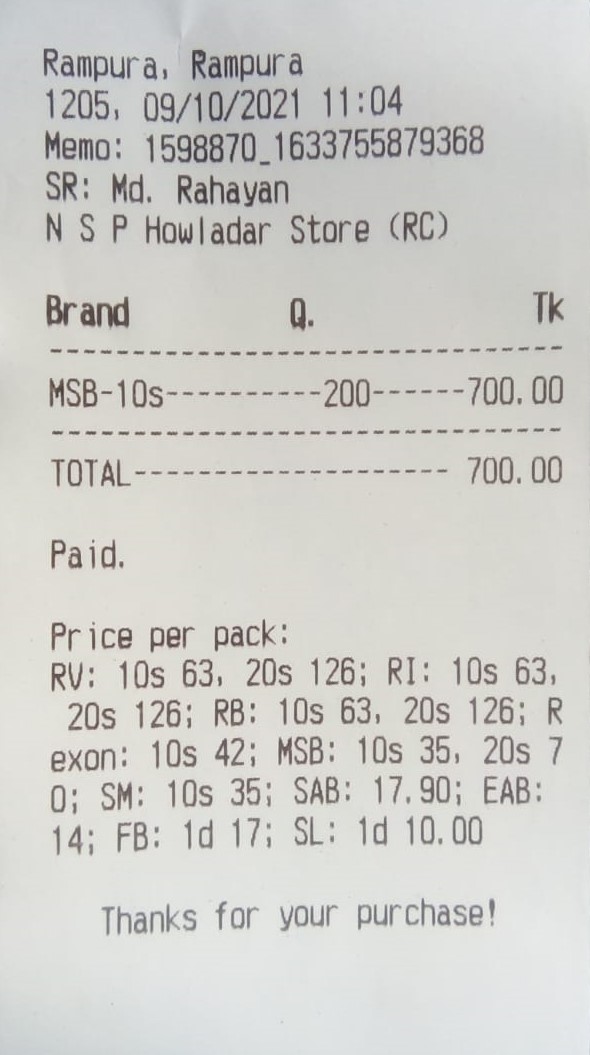 Rampura, Rampura
1205, 09/10/2021 11:04
Memo: 1598870_1633755879368
SR: Md. Rahayan
N S P Howladar Store (RC)
Brand Q. Tk
--------------------------------
MSB-10s----------200------700.00
--------------------------------
TOTAL-------------------- 700.00
Paid.
Price per pack:
RV: 10s 63, 20s 126; RI: 10s 63,
20s 126; RB: 10s 63, 20s 126; R
exon: 10s 42; MSB: 10s 35, 20s 7
0; SM: 10s 35; SAB: 17.90; EAB:
14; FB: 1d 17; SL: 1d 10.00
Thanks for your purchase!